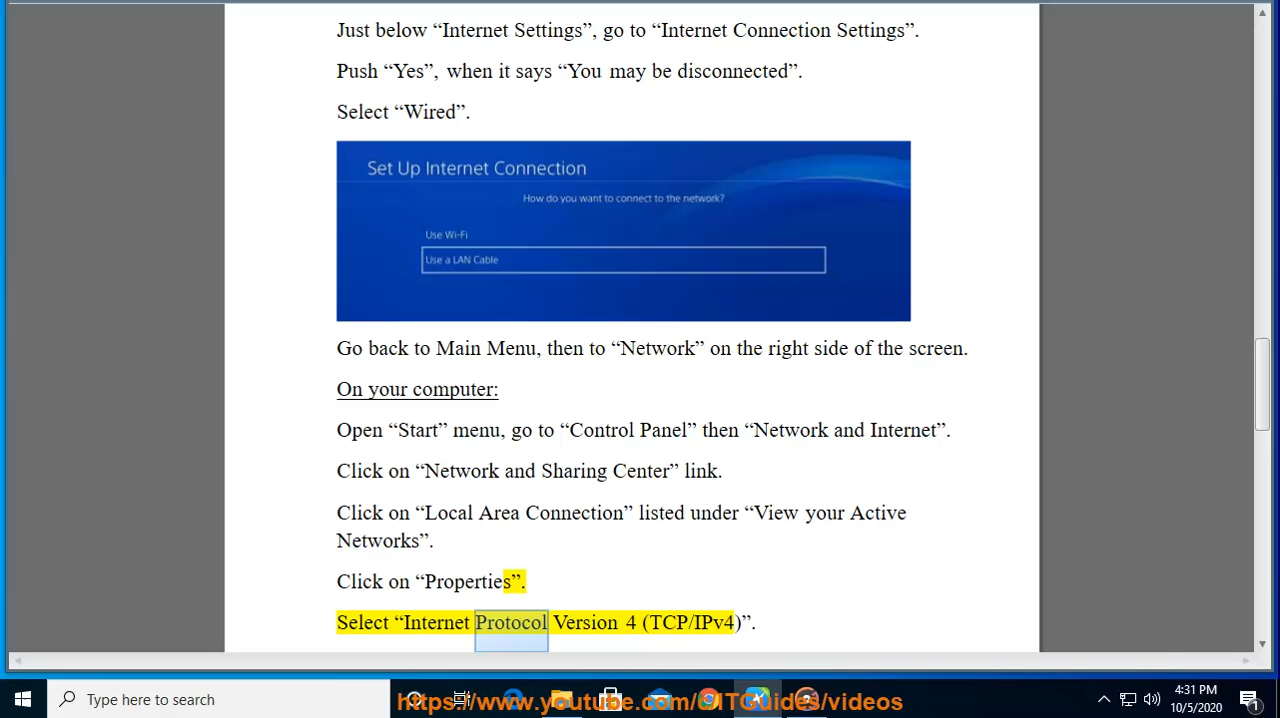 Just below “Internet Settings”, go to “Internet Connection Settings”.
Push “Yes”, when it says “You may be disconnected”.
Select “Wired”.
Set Up Internet Connection
How do you want to connect to the network?
Use Wi-Fi
Use a LAN Cable
Go back to Main Menu, then to “Network” on the right side of the screen.
On your computer:
Open “Start” menu, go to “Control Panel” then “Network and Internet”.
Click on “Network and Sharing Center” link.
Click on “Local Area Connection” listed under “View your Active
Networks”.
Click on “Properties”.
Select “Internet Protocol Version 4 (TCP/IPv4)”.
Type here to search
https://www.youtube.com/@ITGuides/videos
4:31 PM
10/5/2020
1